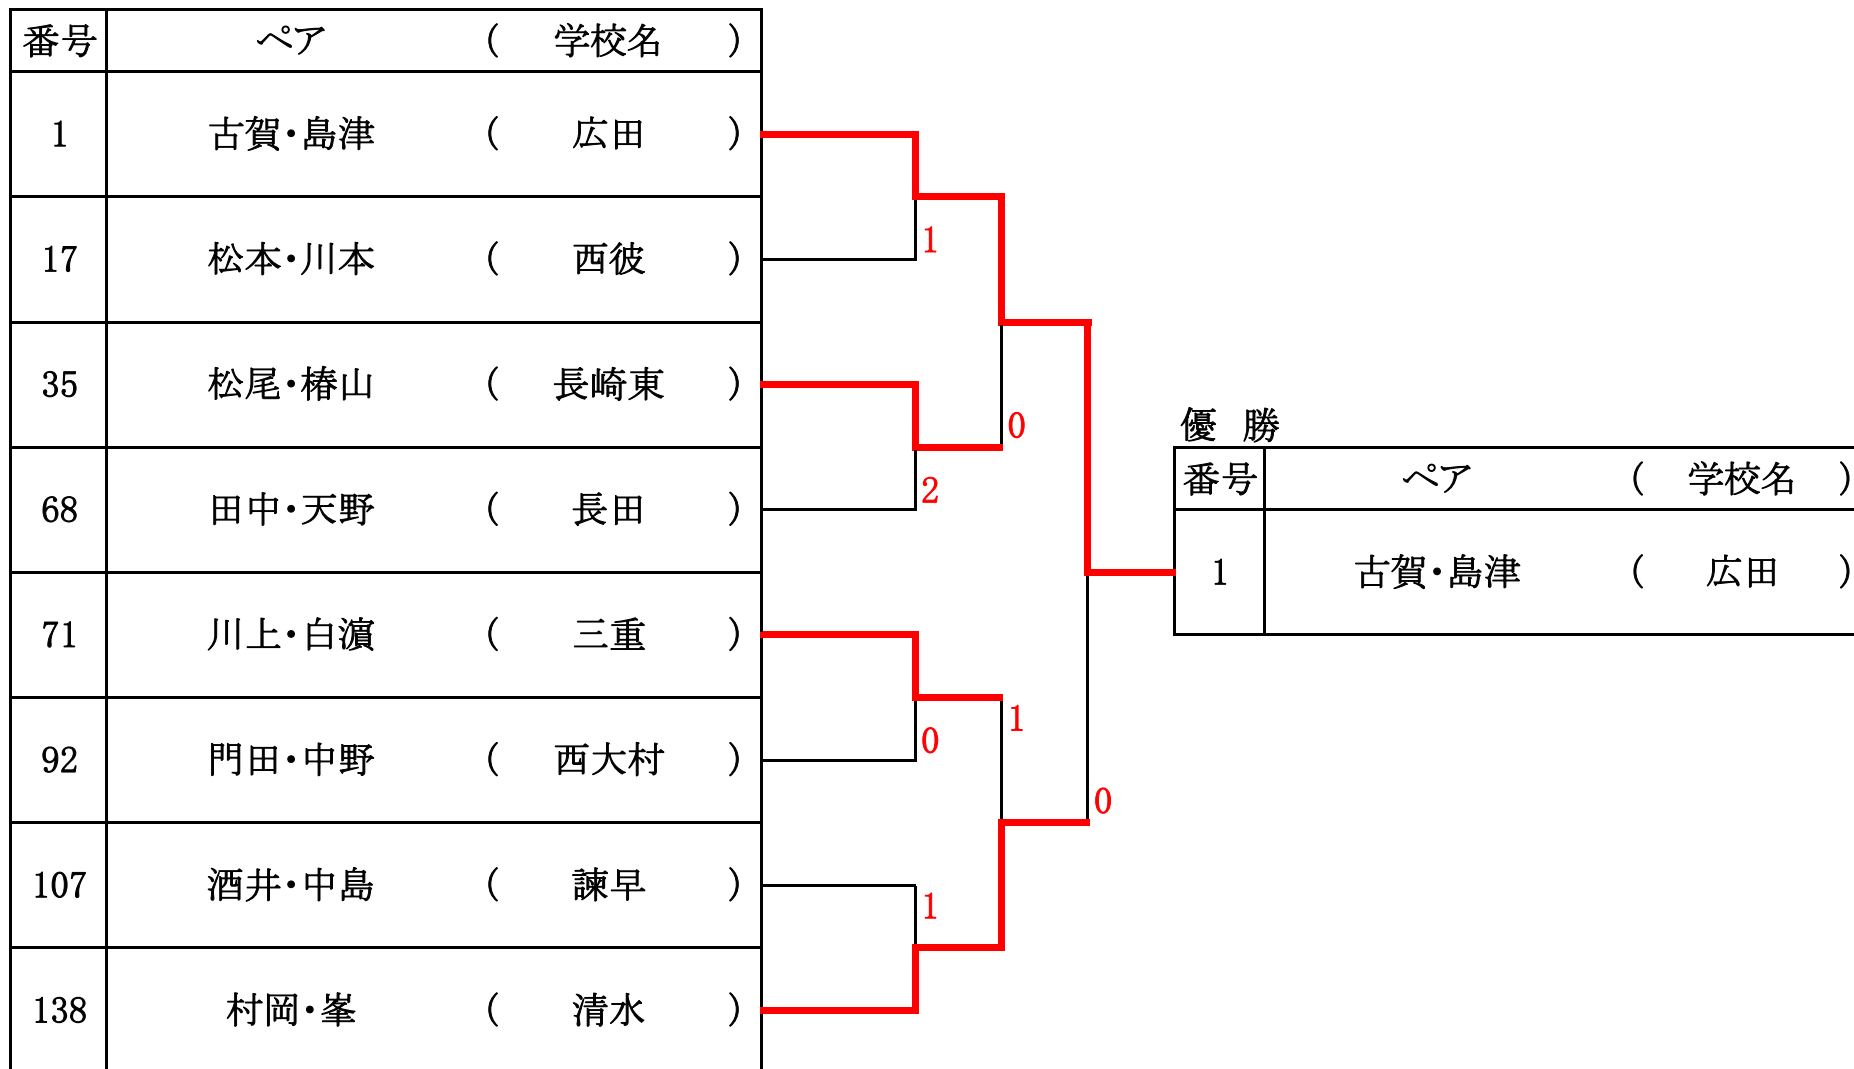 番号 ペア ( 学校名 )
1 古賀・島津 ( 広田 )
17 松本・川本 ( 西彼 )
1
35 松尾・椿山 ( 長崎東 )
0
68 田中・天野 ( 長田 )
2
71 川上・白濵 ( 三重 )
1
92 門田・中野 ( 西大村 )
0
0
107 酒井・中島 ( 諫早 )
1
138 村岡・峯 ( 清水 )
優 勝
番号 ペア ( 学校名 )
1 古賀・島津 ( 広田 )